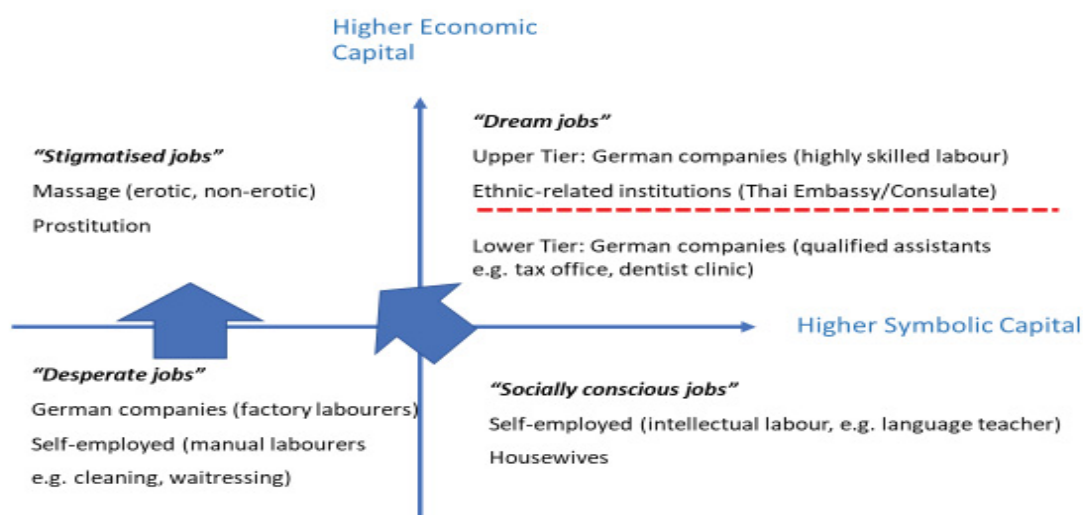 Higher Economic
Capital
“Stigmatised jobs”
Massage (erotic, non-erotic)
Prostitution
“Dream jobs”
Upper Tier: German companies (highly skilled labour)
Ethnic-related institutions (Thai Embassy/Consulate)
Lower Tier: German companies (qualified assistants
e.g. tax office, dentist clinic)
Higher Symbolic Capital
“Desperate jobs”
German companies (factory labourers)
Self-employed (manual labourers
e.g. cleaning, waitressing)
“Socially conscious jobs”
Self-employed (intellectual labour, e.g. language teacher)
Housewives